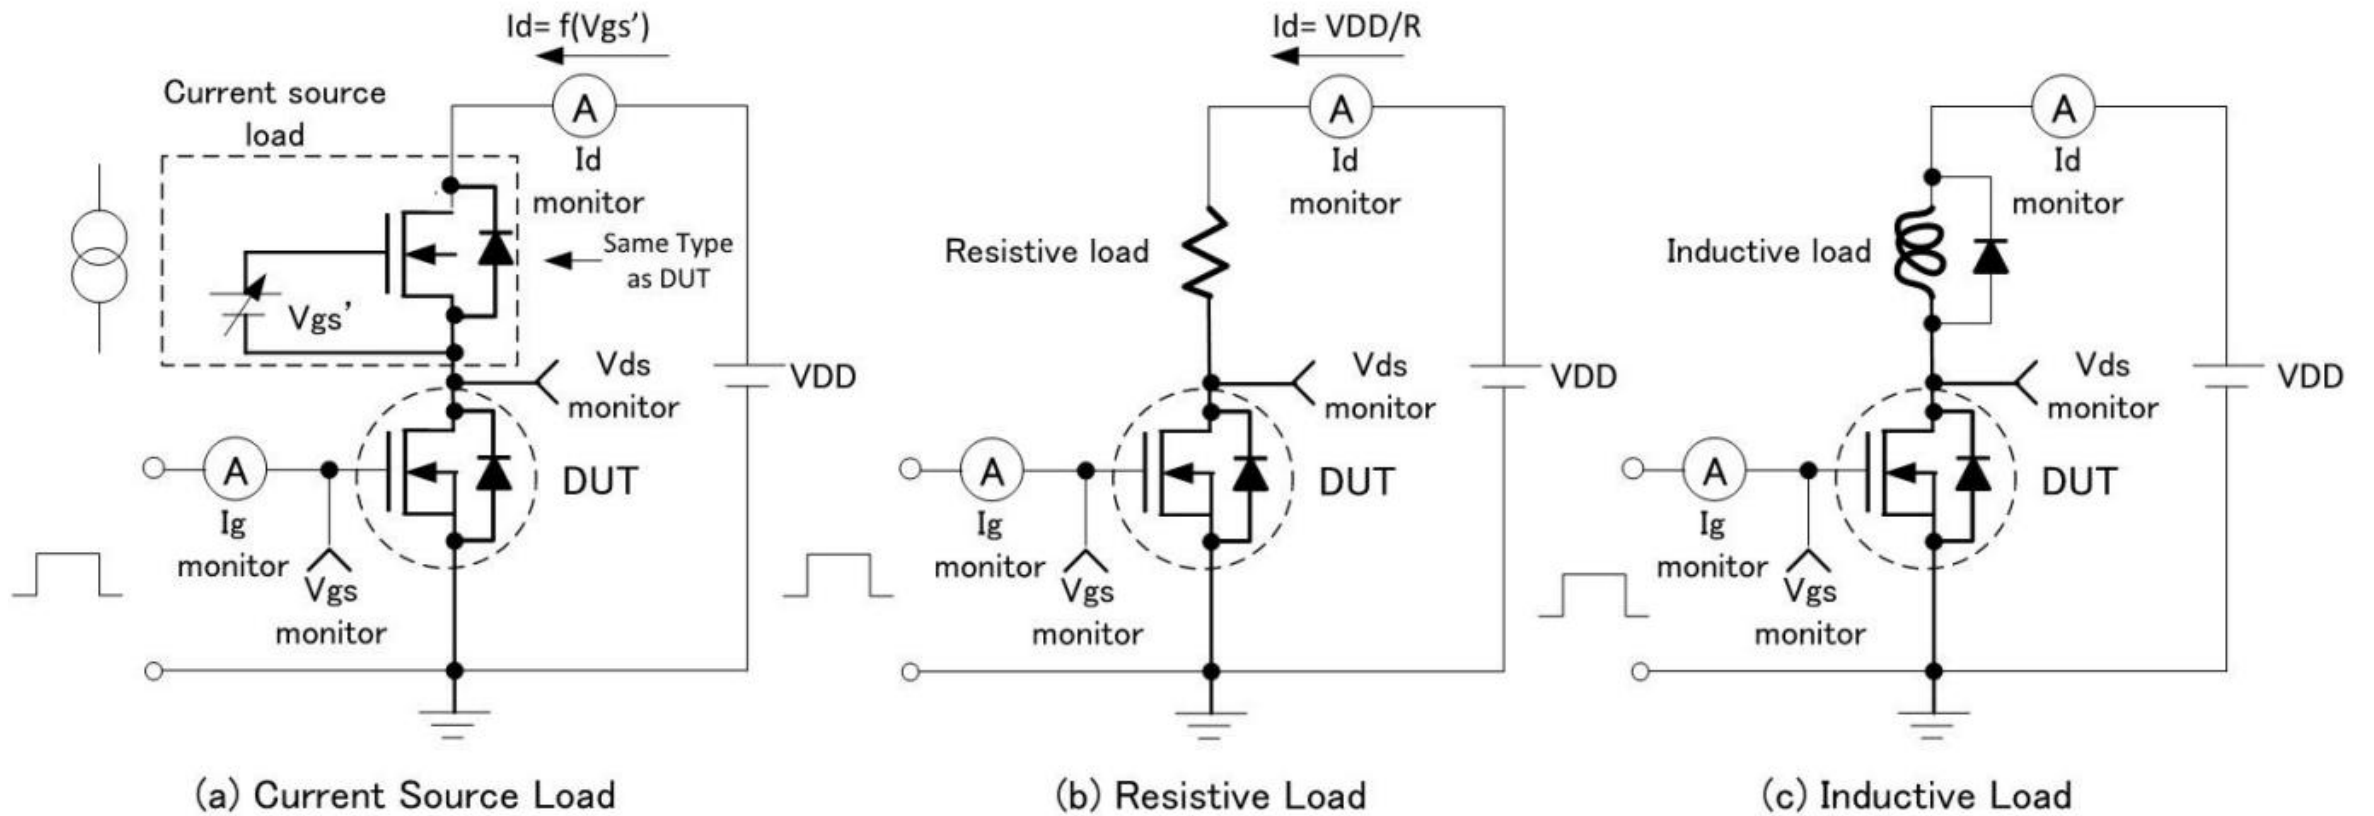 Id= f(Vgs’)
Current source
load
A
Id
monitor
Same Type
as DUT
Vgs’
Vds
monitor
VDD
A
Ig
monitor
Vgs
monitor
DUT
(a) Current Source Load
Id= VDD/R
A
Id
monitor
Resistive load
Vds
monitor
VDD
A
Ig
monitor
Vgs
monitor
DUT
(b) Resistive Load
A
Id
monitor
Inductive load
Vds
monitor
VDD
A
Ig
monitor
Vgs
monitor
DUT
(c) Inductive Load